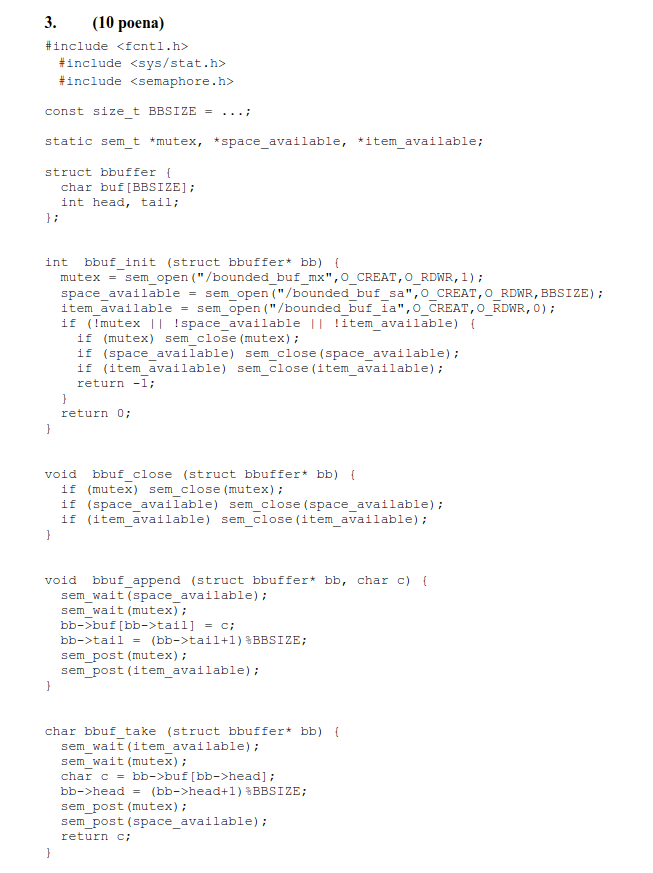 3. (10 poena)
#include <fcntl.h>
#include <sys/stat.h>
#include <semaphore.h>
const size_t BBSIZE = ...;
static sem_t *mutex, *space_available, *item_available;
struct bbuffer {
char buf[BBSIZE];
int head, tail;
};
int bbuf_init (struct bbuffer* bb) {
mutex = sem_open("/bounded_buf_mx",O_CREAT,O_RDWR,1);
space_available = sem_open("/bounded_buf_sa",O_CREAT,O_RDWR,BBSIZE);
item_available = sem_open("/bounded_buf_ia",O_CREAT,O_RDWR,0);
if (!mutex || !space_available || !item_available) {
if (mutex) sem_close(mutex);
if (space_available) sem_close(space_available);
if (item_available) sem_close(item_available);
return -1;
}
return 0;
}
void bbuf_close (struct bbuffer* bb) {
if (mutex) sem_close(mutex);
if (space_available) sem_close(space_available);
if (item_available) sem_close(item_available);
}
void bbuf_append (struct bbuffer* bb, char c) {
sem_wait(space_available);
sem_wait(mutex);
bb->buf[bb->tail] = c;
bb->tail = (bb->tail+1)%BBSIZE;
sem_post(mutex);
sem_post(item_available);
}
char bbuf_take (struct bbuffer* bb) {
sem_wait(item_available);
sem_wait(mutex);
char c = bb->buf[bb->head];
bb->head = (bb->head+1)%BBSIZE;
sem_post(mutex);
sem_post(space_available);
return c;
}